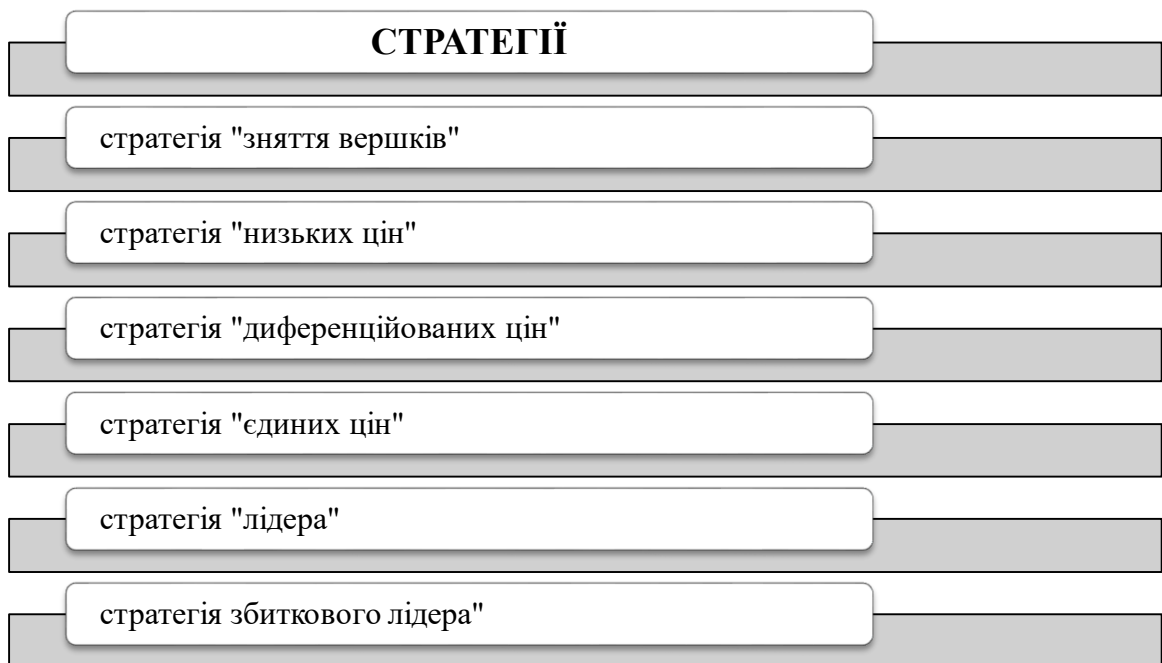 СТРАТЕГІЇ
стратегія "зняття вершків"
стратегія "низьких цін"
стратегія "диференційованих цін"
стратегія "єдиних цін"
стратегія "лідера"
стратегія збиткового лідера"